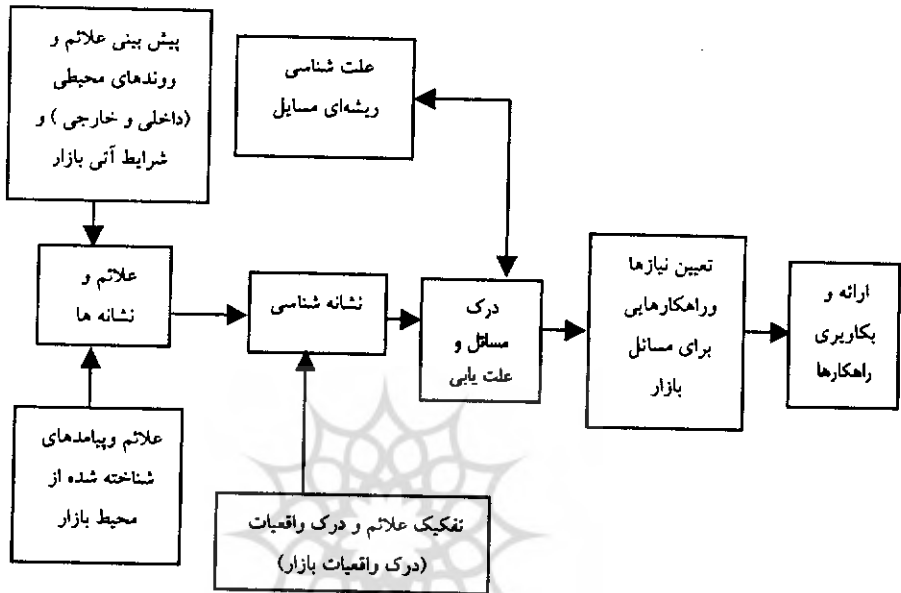 پیش بینی علائم و
ووندهای محیطی
(داخلی و خارجی) و
شرایط آتی بازار
علت شناسی
ریشه‌ای مسایل
علائم و
نشانه ها
نشانه شناسی
درک
مسائل و
علت یابی
تعیین نیازها
وراهکارهایی
برای مسائل
بازار
ارائه و
بکاویری
راهکارها
علائم وپیامدهای
شناخته شده از
محیط بازار
تفکیک علائم و درک واقعیات
(درک واقعیات بازار)